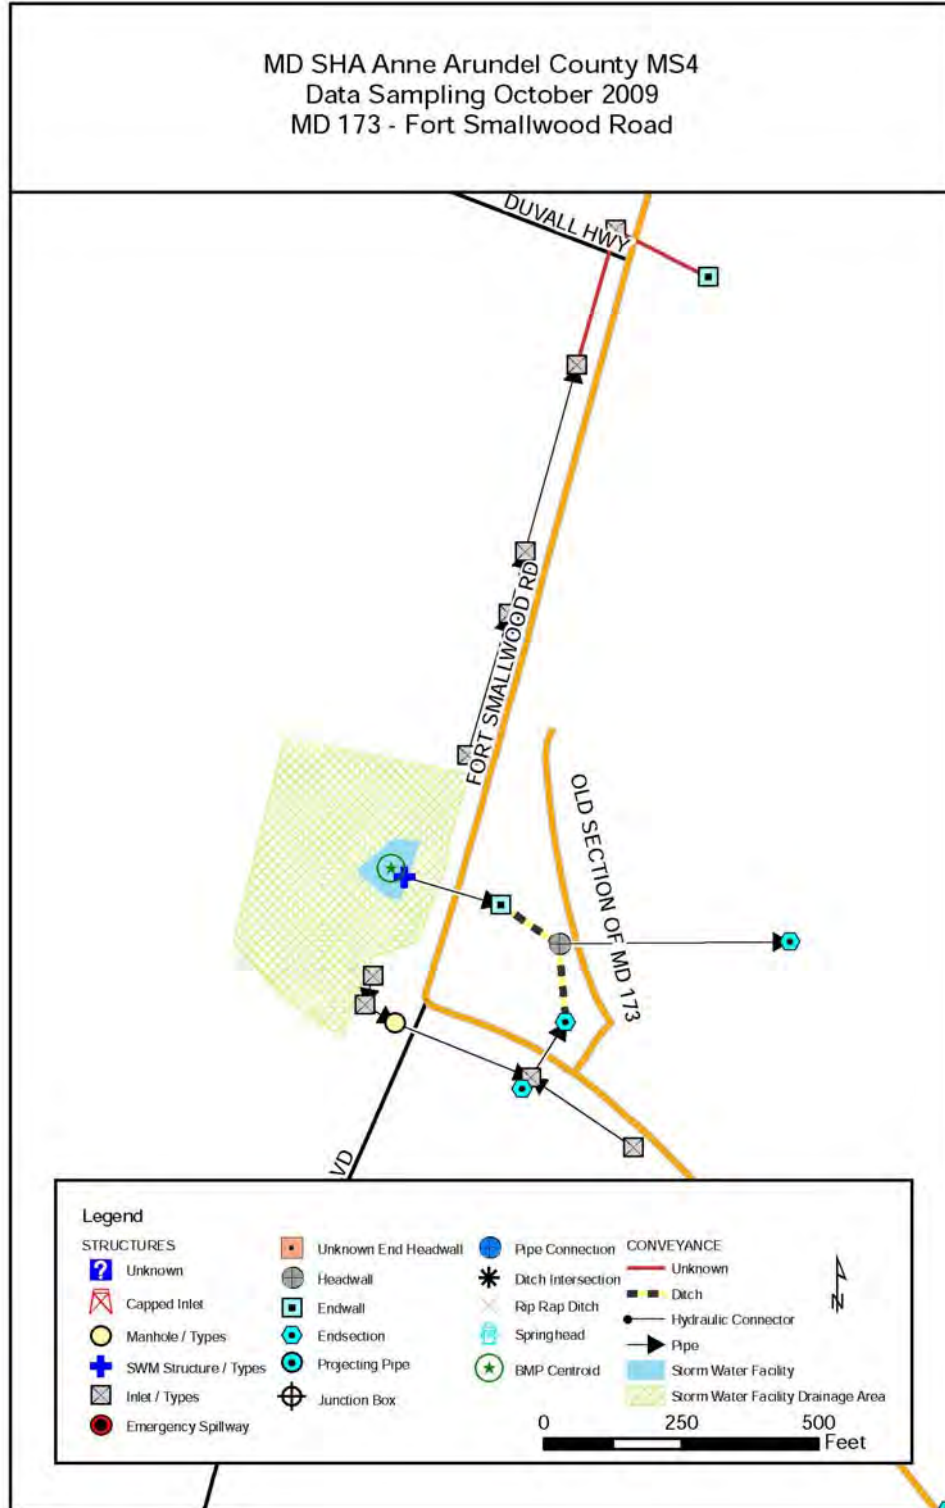 MD SHA Anne Arundel County MS4
Data Sampling October 2009
MD 173 - Fort Smallwood Road
DUVALL HWY
FORT SMALLWOOD RD
OLD SECTION OF MD 173
VD
Legend
STRUCTURES
?
Unknown
Capped Inlet
Manhole / Types
SWM Structure / Types
Inlet / Types
Emergency Spillway
Unknown End Headwall
Headwall
Endwall
Endsection
Projecting Pipe
Junction Box
Pipe Connection
Ditch Intersection
Rip Rap Ditch
Springhead
BMP Centroid
CONVEYANCE
Unknown
Ditch
Hydraulic Connector
Pipe
Storm Water Facility
Storm Water Facility Drainage Area
N
0 250 500
Feet